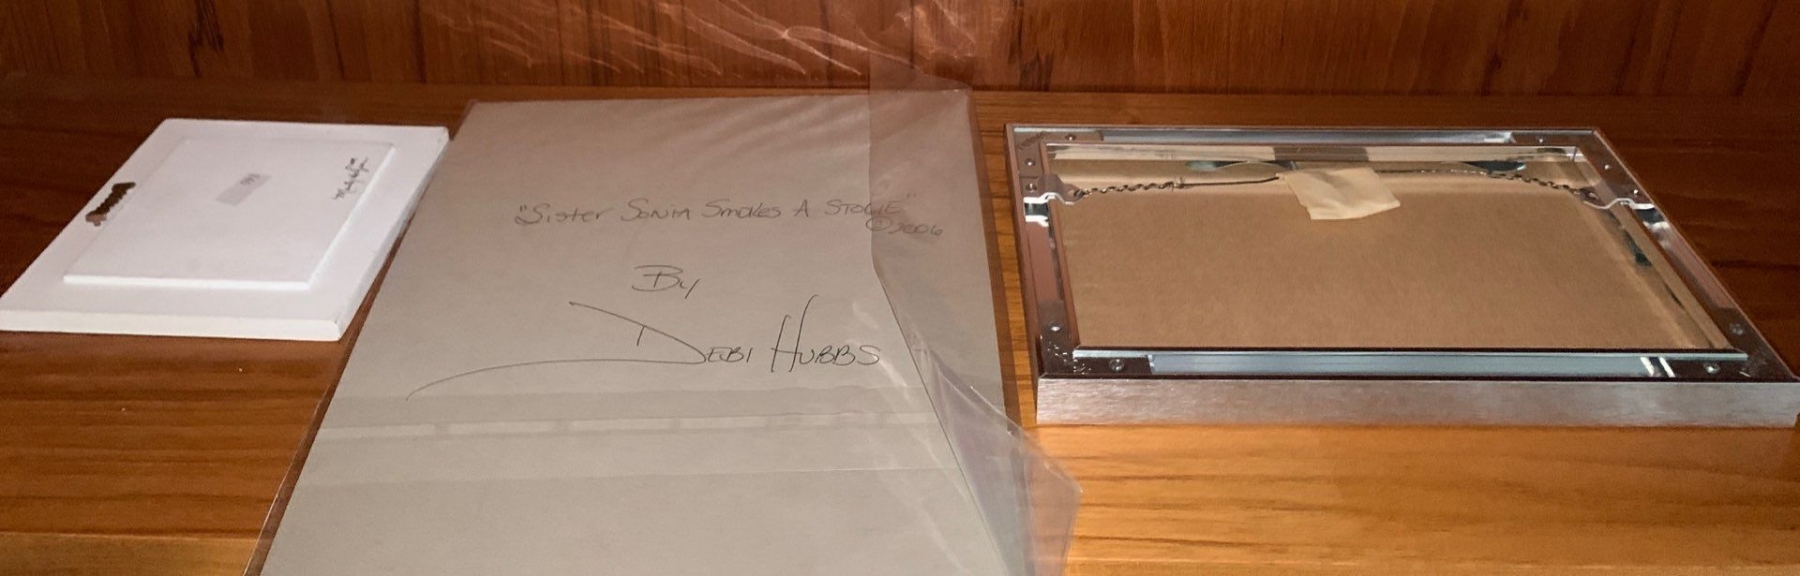 "Sister Sonia Smokes A Stogie"
©2006
By
Debi Hubbs